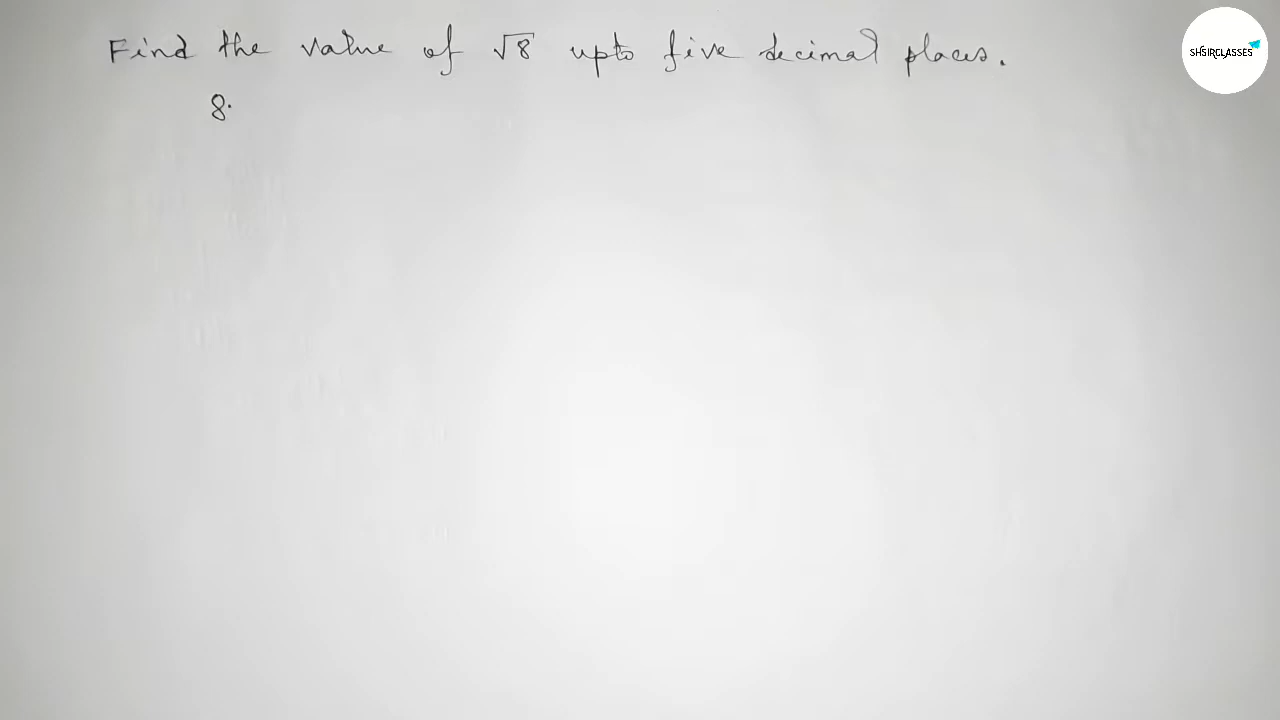 Find the value of √8 upto five decimal places.
SHSIRCLASSES
8.